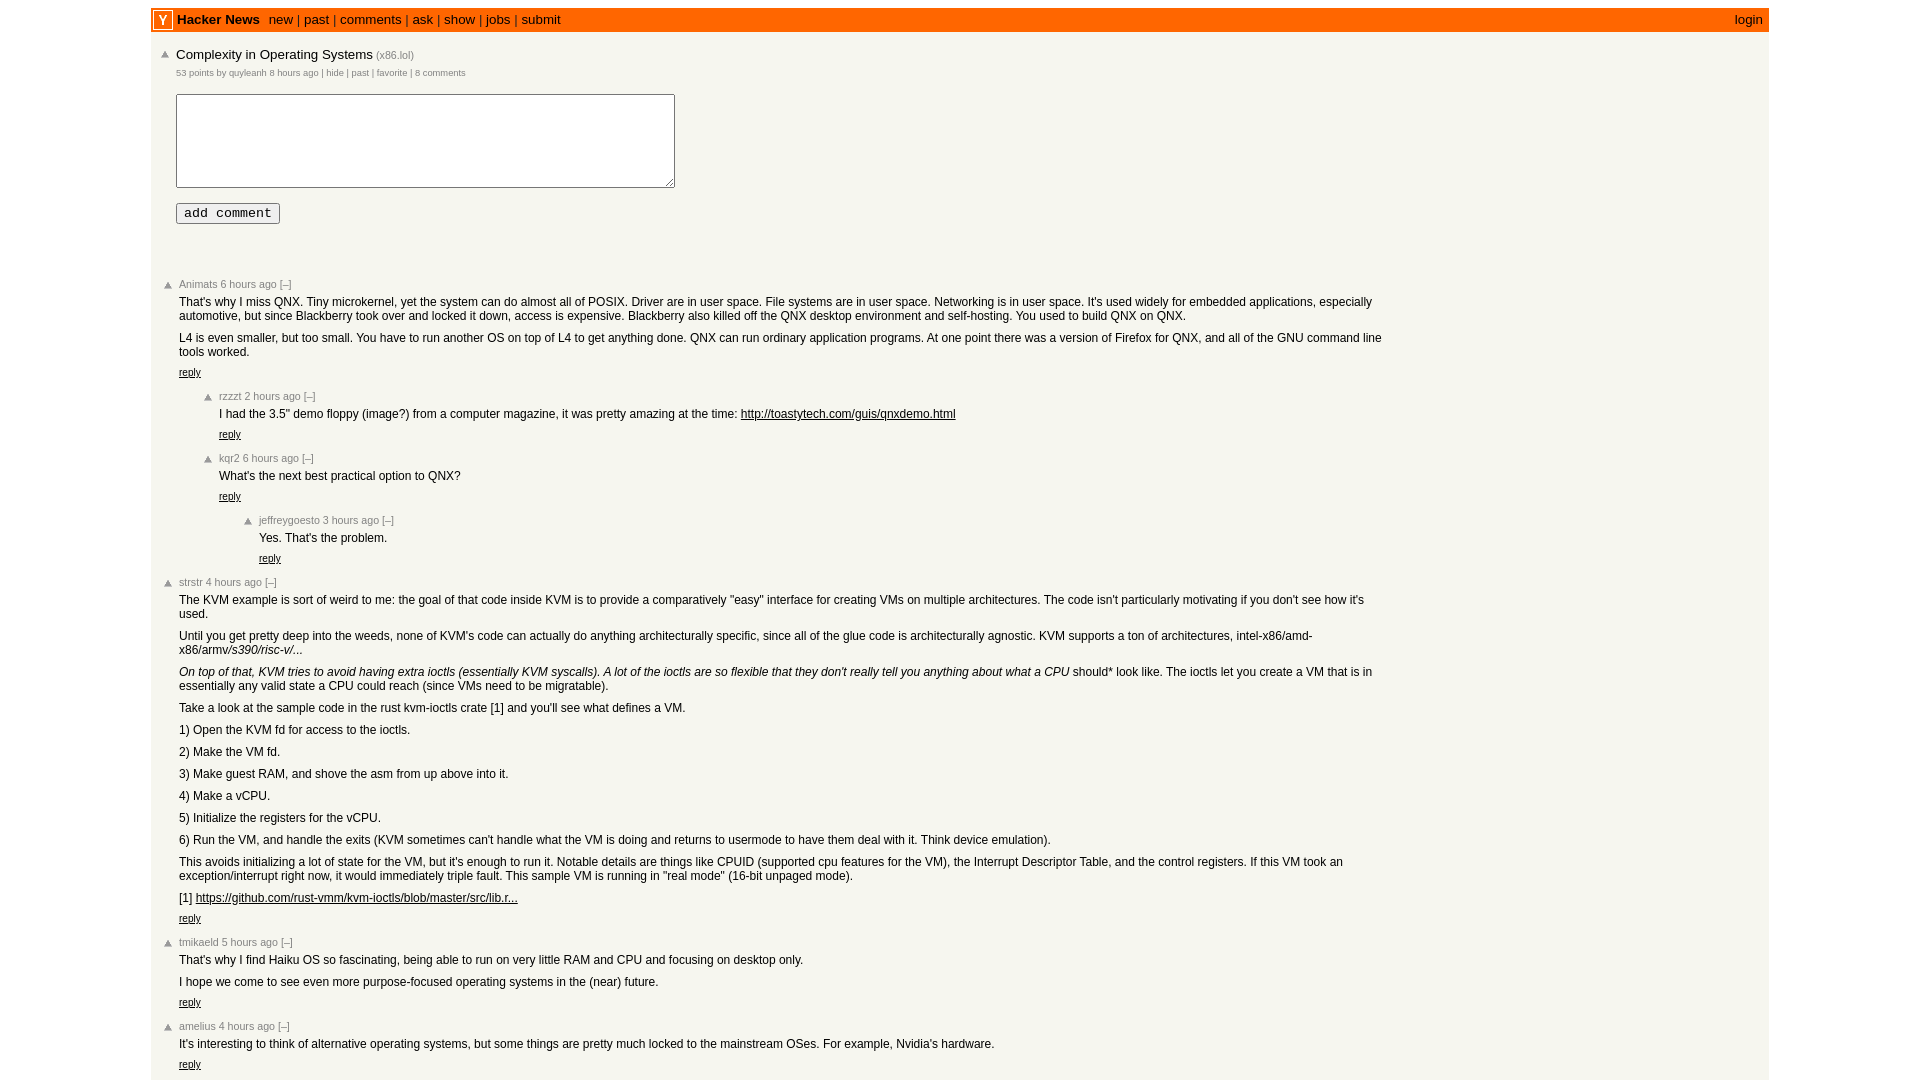 Y Hacker News new | past | comments | ask | show | jobs | submit login
Complexity in Operating Systems (x86.lol)
53 points by quyleanh 8 hours ago | hide | past | favorite | 8 comments
add comment
Animats 6 hours ago [–]
That's why I miss QNX. Tiny microkernel, yet the system can do almost all of POSIX. Driver are in user space. File systems are in user space. Networking is in user space. It's used widely for embedded applications, especially
automotive, but since Blackberry took over and locked it down, access is expensive. Blackberry also killed off the QNX desktop environment and self-hosting. You used to build QNX on QNX.
L4 is even smaller, but too small. You have to run another OS on top of L4 to get anything done. QNX can run ordinary application programs. At one point there was a version of Firefox for QNX, and all of the GNU command line
tools worked.
reply
rzzzt 2 hours ago [–]
I had the 3.5" demo floppy (image?) from a computer magazine, it was pretty amazing at the time: http://toastytech.com/guis/qnxdemo.html
reply
kqr2 6 hours ago [–]
What's the next best practical option to QNX?
reply
jeffreygoesto 3 hours ago [–]
Yes. That's the problem.
reply
strstr 4 hours ago [–]
The KVM example is sort of weird to me: the goal of that code inside KVM is to provide a comparatively "easy" interface for creating VMs on multiple architectures. The code isn't particularly motivating if you don't see how it's
used.
Until you get pretty deep into the weeds, none of KVM's code can actually do anything architecturally specific, since all of the glue code is architecturally agnostic. KVM supports a ton of architectures, intel-x86/amd-
x86/armv/s390/risc-v/...
On top of that, KVM tries to avoid having extra ioctls (essentially KVM syscalls). A lot of the ioctls are so flexible that they don't really tell you anything about what a CPU should* look like. The ioctls let you create a VM that is in
essentially any valid state a CPU could reach (since VMs need to be migratable).
Take a look at the sample code in the rust kvm-ioctls crate [1] and you'll see what defines a VM.
1) Open the KVM fd for access to the ioctls.
2) Make the VM fd.
3) Make guest RAM, and shove the asm from up above into it.
4) Make a vCPU.
5) Initialize the registers for the vCPU.
6) Run the VM, and handle the exits (KVM sometimes can't handle what the VM is doing and returns to usermode to have them deal with it. Think device emulation).
This avoids initializing a lot of state for the VM, but it's enough to run it. Notable details are things like CPUID (supported cpu features for the VM), the Interrupt Descriptor Table, and the control registers. If this VM took an
exception/interrupt right now, it would immediately triple fault. This sample VM is running in "real mode" (16-bit unpaged mode).
[1] https://github.com/rust-vmm/kvm-ioctls/blob/master/src/lib.r...
reply
tmikaeld 5 hours ago [–]
That's why I find Haiku OS so fascinating, being able to run on very little RAM and CPU and focusing on desktop only.
I hope we come to see even more purpose-focused operating systems in the (near) future.
reply
amelius 4 hours ago [–]
It's interesting to think of alternative operating systems, but some things are pretty much locked to the mainstream OSes. For example, Nvidia's hardware.
reply